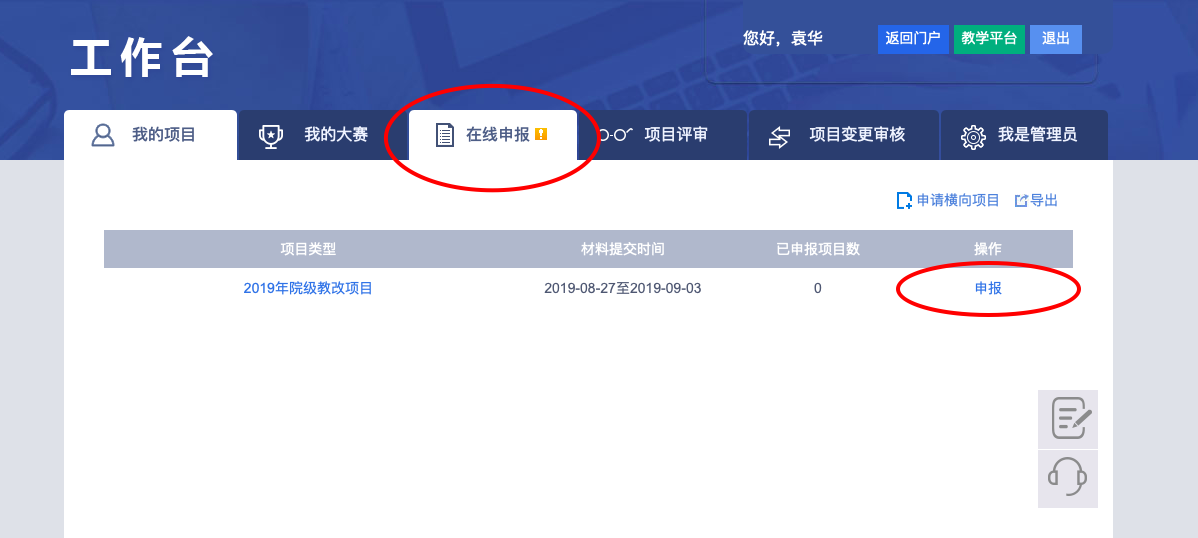 工作台
您好，袁华
返回门户 教学平台 退出
我的项目 我的大赛 在线申报 项目评审 项目变更审核 我是管理员
申请横向项目 导出
项目类型 材料提交时间 已申报项目数 操作
2019年院级教改项目 2019-08-27至2019-09-03 0 申报